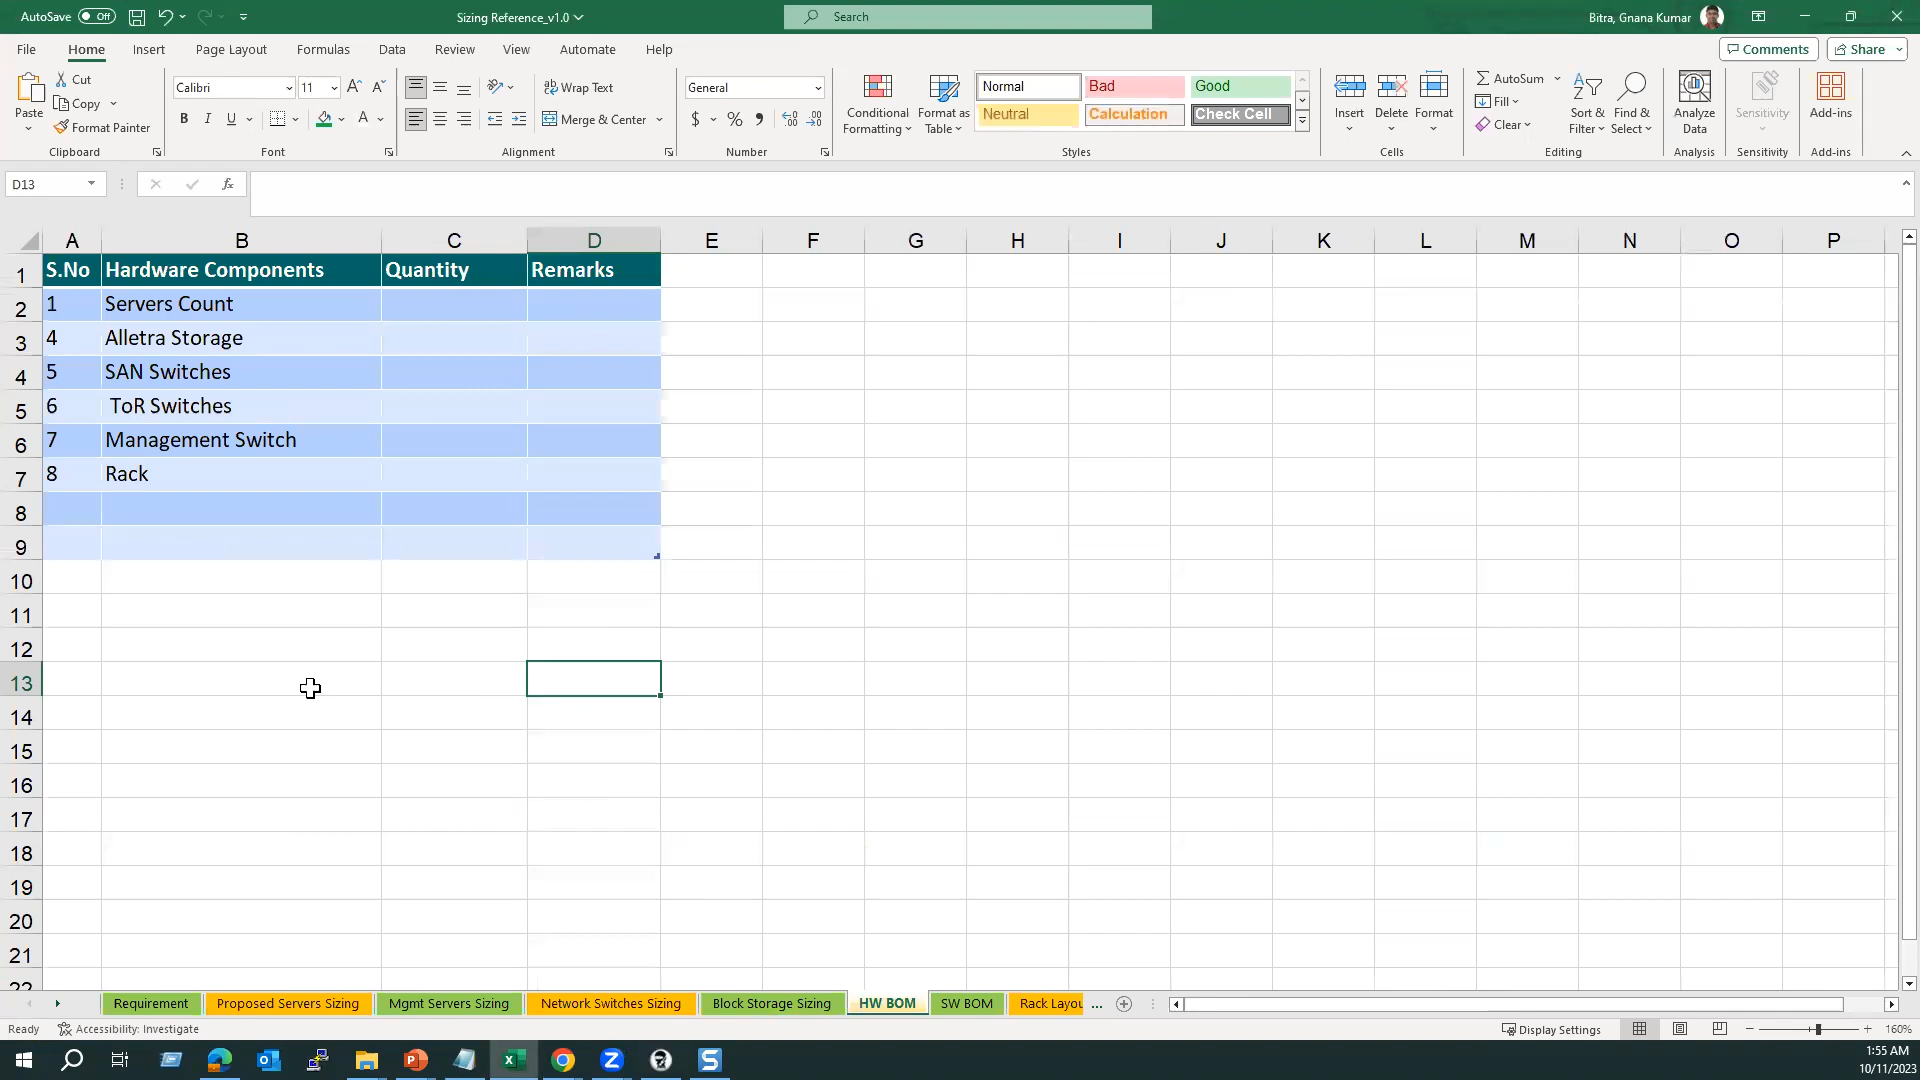 AutoSave Off Sizing Reference_v1.0 Search Bitra, Gnana Kumar
File Home Insert Page Layout Formulas Data Review View Automate Help Comments Share
Paste Cut Copy Format Painter Clipboard
Calibri 11 A A B I U A Font
ab Wrap Text Merge & Center Alignment
General $ % Number
Conditional Formatting Format as Table
Normal Bad Good
Neutral Calculation Check Cell
Styles
Insert Delete Format Cells
AutoSum Fill Clear Sort & Filter Find & Select Editing
Analyze Data Analysis
Sensitivity Sensitivity
Add-ins Add-ins
D13 fx
A B C D E F G H I J K L M N O P
1 S.No Hardware Components Quantity Remarks
2 1 Servers Count
3 4 Alletra Storage
4 5 SAN Switches
5 6 ToR Switches
6 7 Management Switch
7 8 Rack
8
9
10
11
12
13
14
15
16
17
18
19
20
21
22
Requirement Proposed Servers Sizing Mgmt Servers Sizing Network Switches Sizing Block Storage Sizing HW BOM SW BOM Rack Layou ...
Ready Accessibility: Investigate Display Settings 160%
1:55 AM
10/11/2023